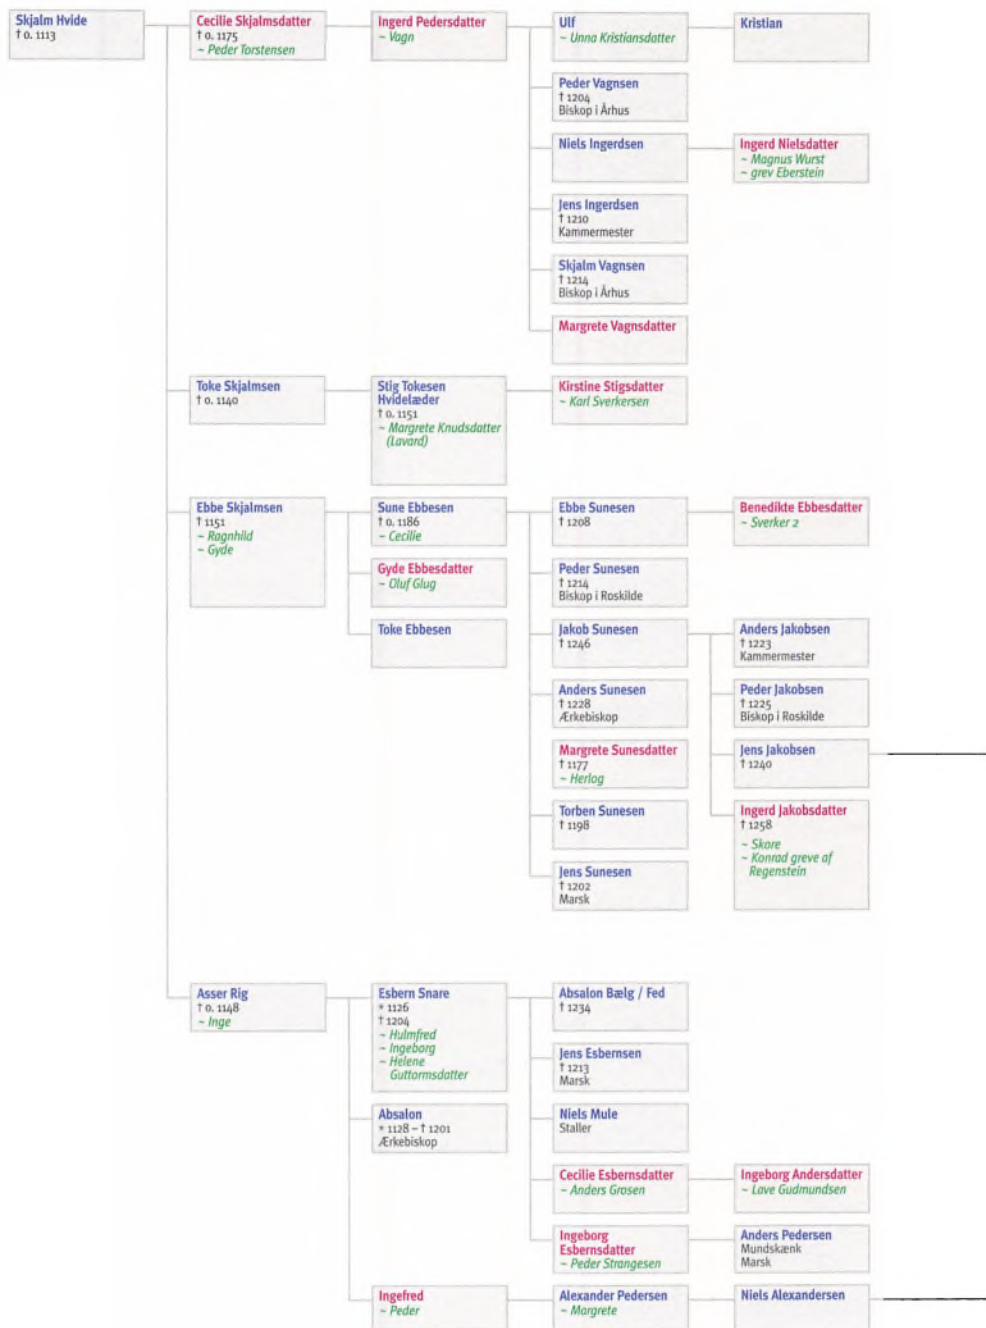 Skjalm Hvide
† o. 1113
Cecilie Skjalmsdatter
† o. 1175
~ Peder Torstensen
Ingerd Pedersdatter
~ Vagn
Ulf
~ Unna Kristiansdatter
Kristian
Peder Vagnsen
† 1204
Biskop i Århus
Niels Ingerdsen
Ingerd Nielsdatter
~ Magnus Wurst
~ grev Eberstein
Jens Ingerdsen
† 1210
Kammermester
Skjalm Vagnsen
† 1214
Biskop i Århus
Margrete Vagnsdatter
Toke Skjalmsen
† o. 1140
Stig Tokesen
Hvidelæder
† o. 1151
~ Margrete Knudsdatter
(Lavard)
Kirstine Stigsdatter
~ Karl Sverkersen
Ebbe Skjalmsen
† 1151
~ Ragnhild
~ Gyde
Sune Ebbesen
† o. 1186
~ Cecilie
Ebbe Sunesen
† 1208
Benedikte Ebbesdatter
~ Sverker 2
Gyde Ebbesdatter
~ Oluf Glug
Peder Sunesen
† 1214
Biskop i Roskilde
Toke Ebbesen
Jakob Sunesen
† 1246
Anders Jakobsen
† 1223
Kammermester
Anders Sunesen
† 1228
Ærkebiskop
Peder Jakobsen
† 1225
Biskop i Roskilde
Margrete Sunesdatter
† 1177
~ Herlog
Jens Jakobsen
† 1240
Torben Sunesen
† 1198
Ingerd Jakobsdatter
† 1258
~ Skore
~ Konrad greve af
Regenstein
Jens Sunesen
† 1202
Marsk
Asser Rig
† o. 1148
~ Inge
Esbern Snare
* 1126
† 1204
~ Hulmfred
~ Ingeborg
~ Helene
Guttormsdatter
Absalon Bælg / Fed
† 1234
Jens Esbernsen
† 1213
Marsk
Absalon
* 1128 – † 1201
Ærkebiskop
Niels Mule
Staller
Cecilie Esbernsdatter
~ Anders Grosen
Ingeborg Andersdatter
~ Lave Gudmundsen
Ingeborg
Esbernsdatter
~ Peder Strangesen
Anders Pedersen
Mundskænk
Marsk
Ingefred
~ Peder
Alexander Pedersen
~ Margrete
Niels Alexandersen